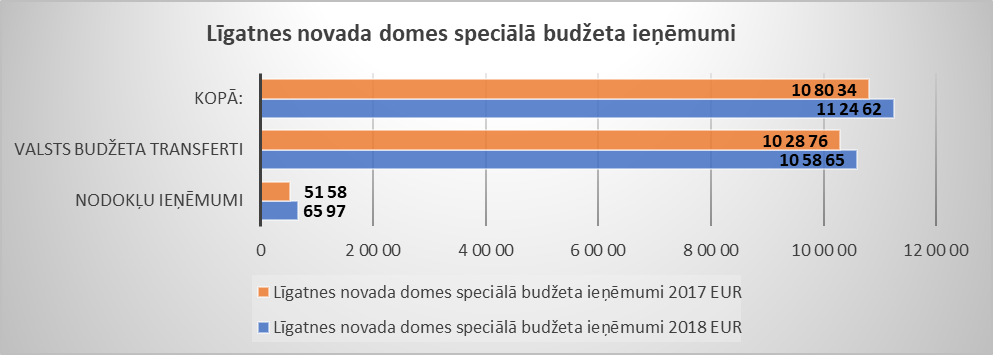 Līgatnes novada domes speciālā budžeta ieņēmumi
KOPĀ:
10 80 34
11 24 62
VALSTS BUDŽETA TRANSFERTI
10 28 76
10 58 65
NODOKĻU IEŅĒMUMI
51 58
65 97
0 2 00 00 4 00 00 6 00 00 8 00 00 10 00 00 12 00 00
Līgatnes novada domes speciālā budžeta ieņēmumi 2017 EUR
Līgatnes novada domes speciālā budžeta ieņēmumi 2018 EUR